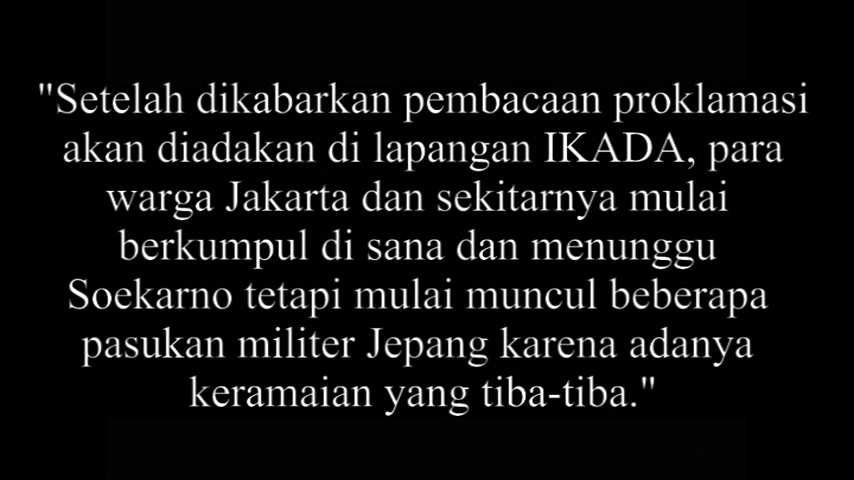 "Setelah dikabarkan pembacaan proklamasi
akan diadakan di lapangan IKADA, para
warga Jakarta dan sekitarnya mulai
berkumpul di sana dan menunggu
Soekarno tetapi mulai muncul beberapa
pasukan militer Jepang karena adanya
keramaian yang tiba-tiba."